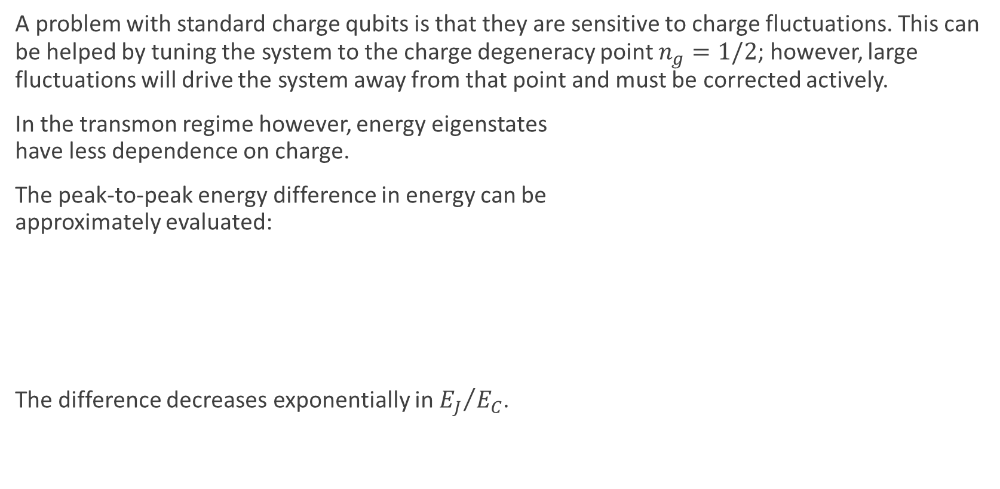 A problem with standard charge qubits is that they are sensitive to charge fluctuations. This can
be helped by tuning the system to the charge degeneracy point n_g = 1/2; however, large
fluctuations will drive the system away from that point and must be corrected actively.
In the transmon regime however, energy eigenstates
have less dependence on charge.
The peak-to-peak energy difference in energy can be
approximately evaluated:
The difference decreases exponentially in E_J/E_C.